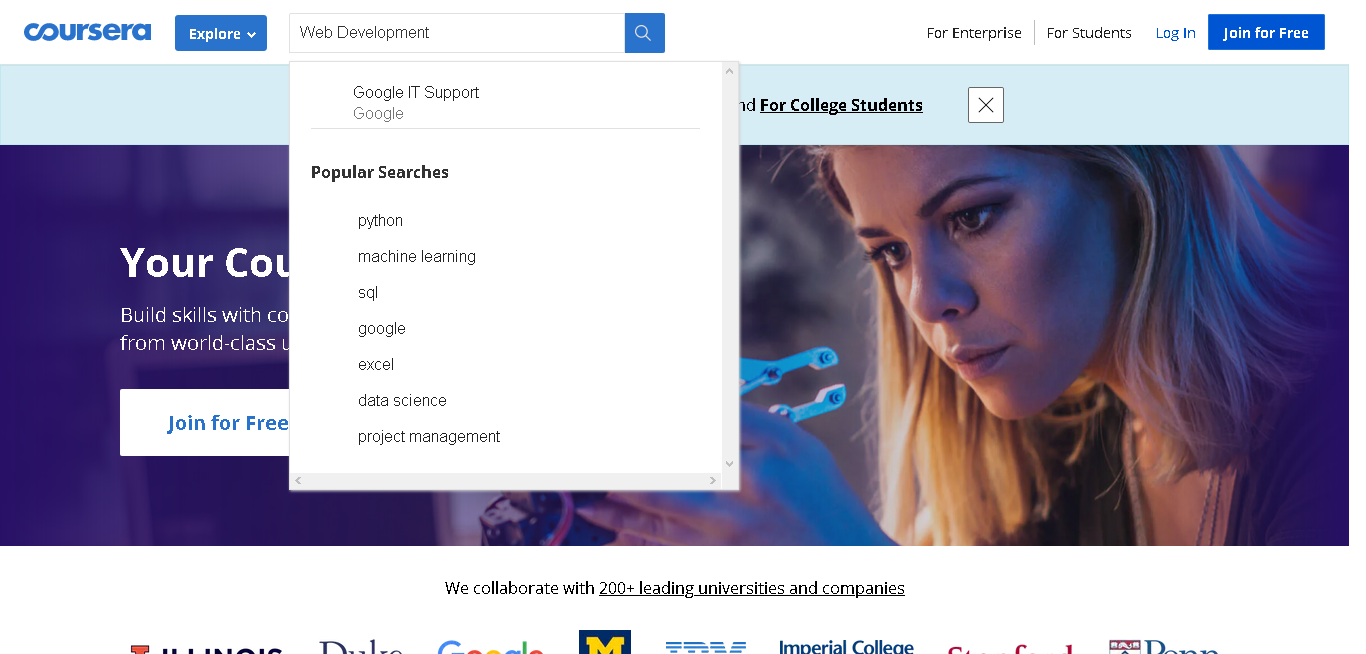 coursera
Explore
Web Development
For Enterprise
For Students
Log In
Join for Free
Google IT Support
Google
For College Students
Popular Searches
python
machine learning
sql
google
excel
data science
project management
Your
Build skills with
from world-class
Join for Free
We collaborate with 200+ leading universities and companies
ILLINOIS
Duke
Google
M
IBM
Imperial College
Stanford
Penn